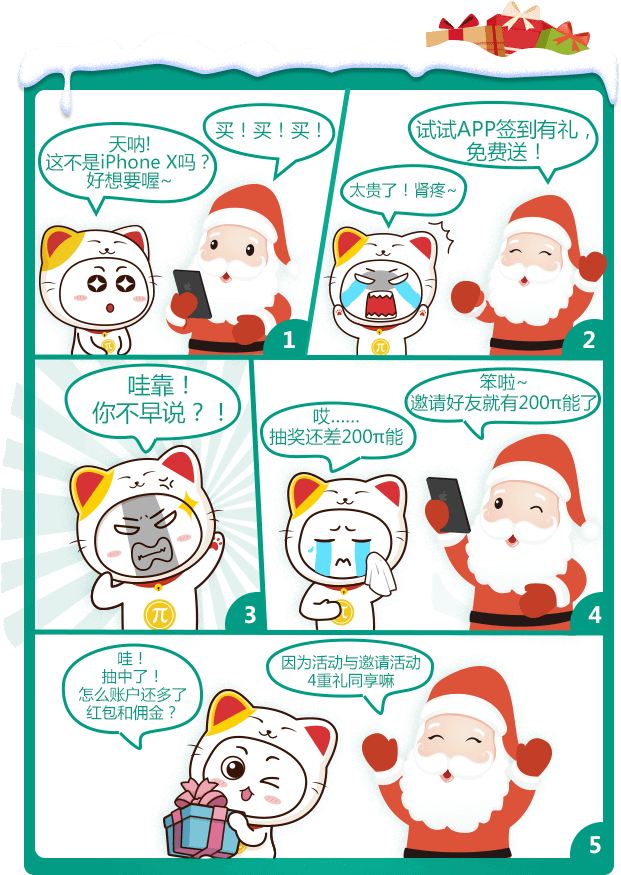 天呐!
这不是iPhone X吗？
好想要喔~
买！买！买！
1
太贵了！肾疼~
试试APP签到有礼，
免费送！
2
哇靠！
你不早说？！
π
3
哎......
抽奖还差200π能
笨啦~
邀请好友就有200π能了
π
4
哇！
抽中了！
怎么账户还多了
红包和佣金？
因为活动与邀请活动
4重礼同享嘛
5